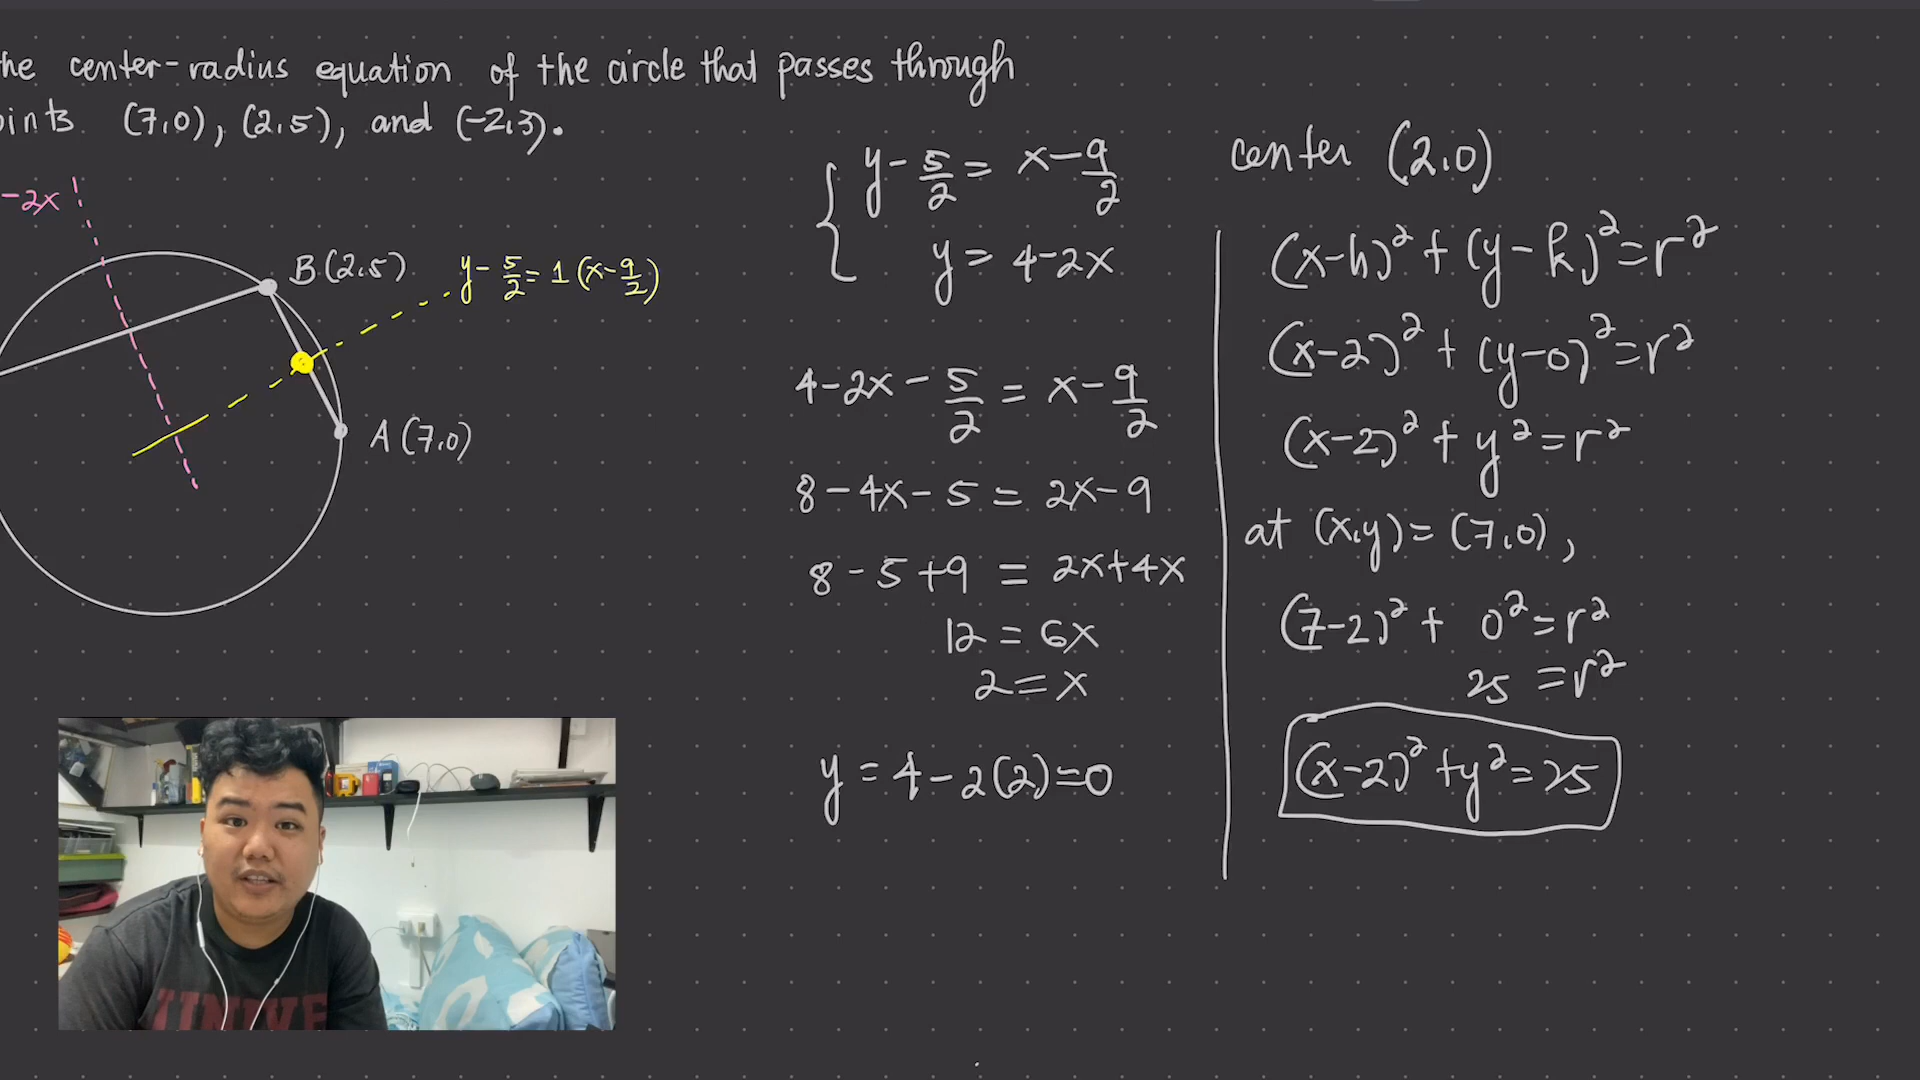 he center-radius equation of the circle that passes through
oints (7,0), (2,5), and (-2,3).
-2x
B(2,5)
y - 5/2 = 1(x - 9/2)
A(7,0)
y - 5/2 = x - 9/2
y = 4 - 2x
4 - 2x - 5/2 = x - 9/2
8 - 4x - 5 = 2x - 9
8 - 5 + 9 = 2x + 4x
12 = 6x
2 = x
y = 4 - 2(2) = 0
center (2,0)
(x-h)² + (y-k)² = r²
(x-2)² + (y-0)² = r²
(x-2)² + y² = r²
at (x,y) = (7,0),
(7-2)² + 0² = r²
25 = r²
(x-2)² + y² = 25
UNIVE